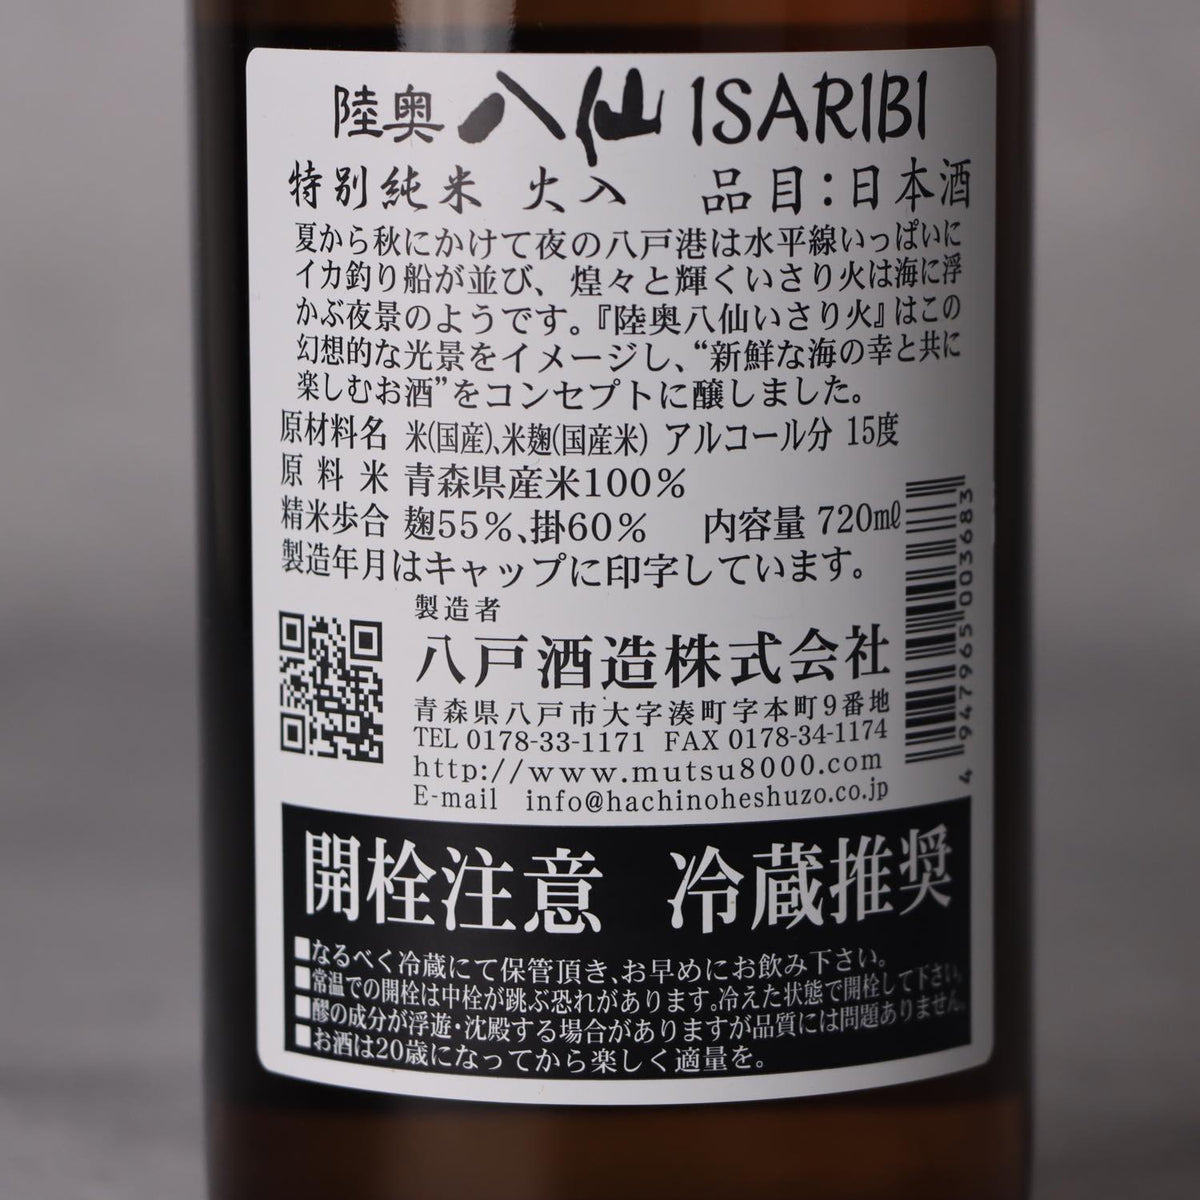 陸奥八仙 ISARIBI
特別純米 火入 品目：日本酒
夏から秋にかけて夜の八戸港は水平線いっぱいに
イカ釣り船が並び、煌々と輝くいさり火は海に浮
かぶ夜景のようです。『陸奥八仙いさり火』はこの
幻想的な光景をイメージし、“新鮮な海の幸と共に
楽しむお酒”をコンセプトに醸しました。
原材料名 米(国産)、米麹(国産米) アルコール分 15度
原料米 青森県産米100％
精米歩合 麹55％、掛60％ 内容量 720mℓ
製造年月はキャップに印字しています。
製造者
八戸酒造株式会社
青森県八戸市大字湊町字本町9番地
TEL 0178-33-1171 FAX 0178-34-1174
http://www.mutsu8000.com
E-mail info@hachinoheshuzo.co.jp
4947965003683
開栓注意 冷蔵推奨
■なるべく冷蔵にて保管頂き、お早めにお飲み下さい。
■常温での開栓は中栓が跳ぶ恐れがあります。冷えた状態で開栓して下さい。
■醪の成分が浮遊・沈殿する場合がありますが品質には問題ありません。
■お酒は20歳になってから楽しく適量を。